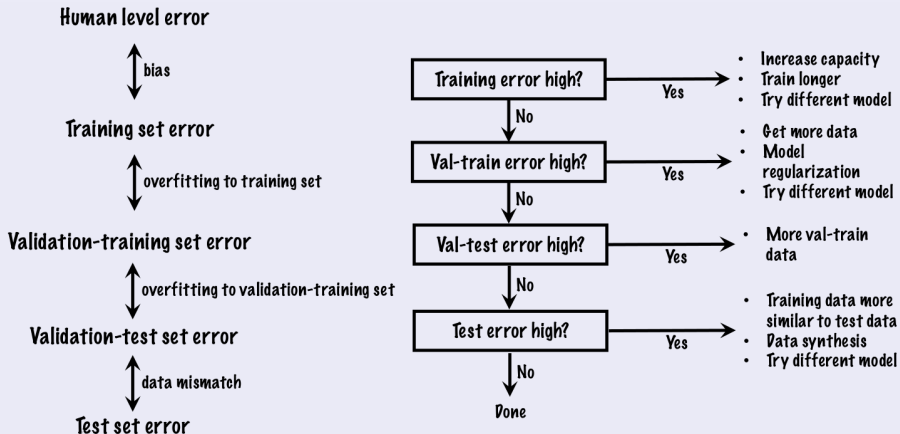 Human level error
bias
Training set error
overfitting to training set
Validation-training set error
overfitting to validation-training set
Validation-test set error
data mismatch
Test set error
Training error high?
Yes
• Increase capacity
• Train longer
• Try different model
No
Val-train error high?
Yes
• Get more data
• Model
regularization
• Try different model
No
Val-test error high?
Yes
• More val-train
data
No
Test error high?
Yes
• Training data more
similar to test data
• Data synthesis
• Try different model
No
Done